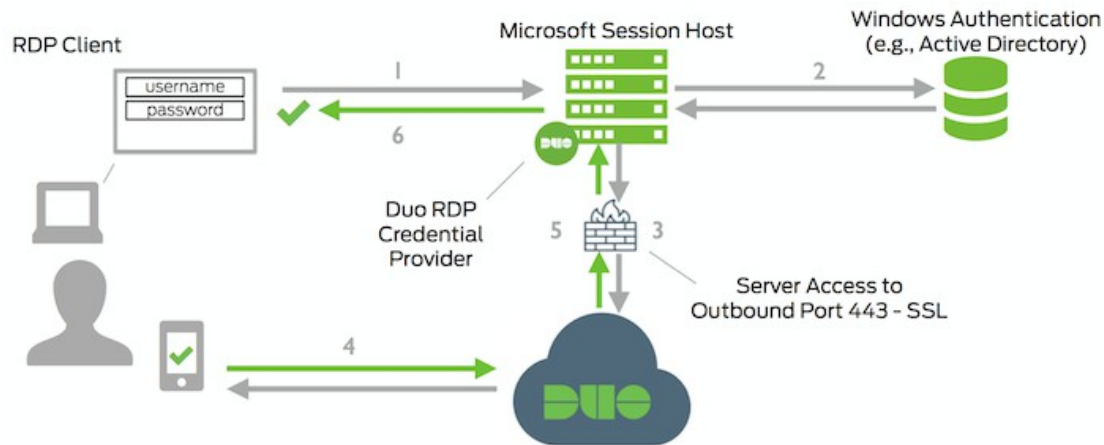 RDP Client
username
password
1
6
Microsoft Session Host
2
Windows Authentication
(e.g., Active Directory)
DUO
Duo RDP
Credential
Provider
5
3
Server Access to
Outbound Port 443 - SSL
4
DUO